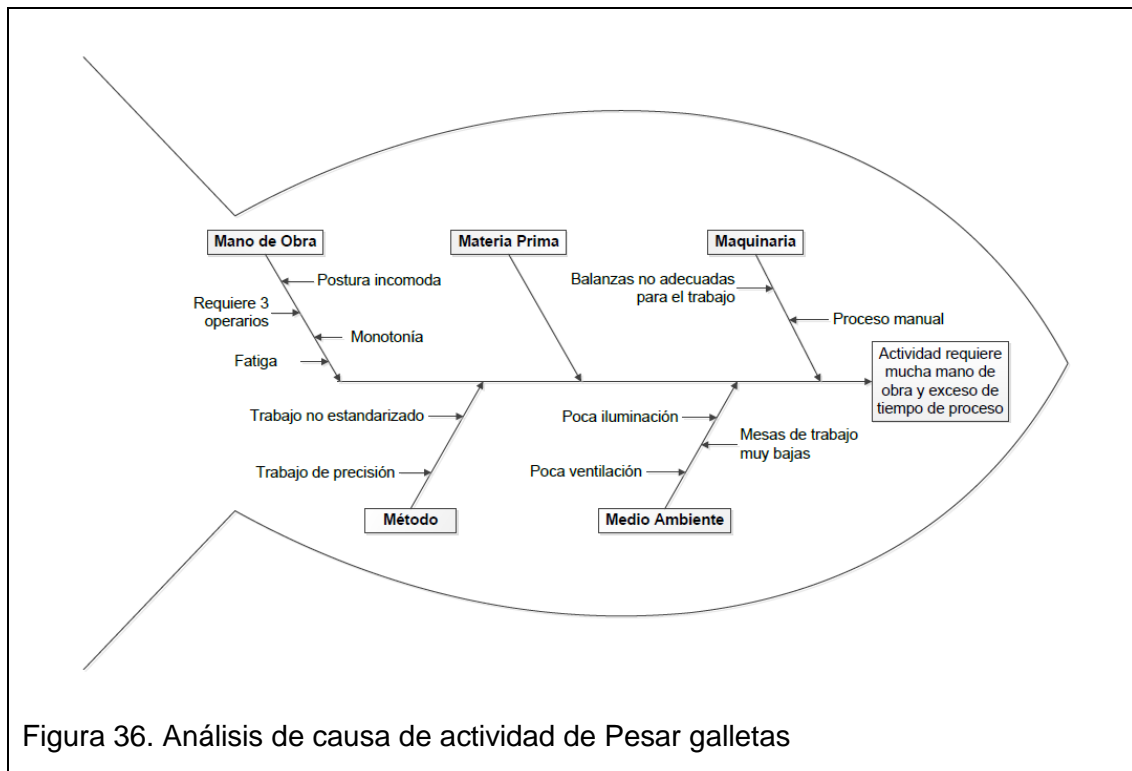 Mano de Obra
Materia Prima
Maquinaria
Postura incomoda
Requiere 3
operarios
Monotonía
Fatiga
Balanzas no adecuadas
para el trabajo
Proceso manual
Actividad requiere
mucha mano de
obra y exceso de
tiempo de proceso
Trabajo no estandarizado
Trabajo de precisión
Poca iluminación
Mesas de trabajo
muy bajas
Poca ventilación
Método
Medio Ambiente
Figura 36. Análisis de causa de actividad de Pesar galletas